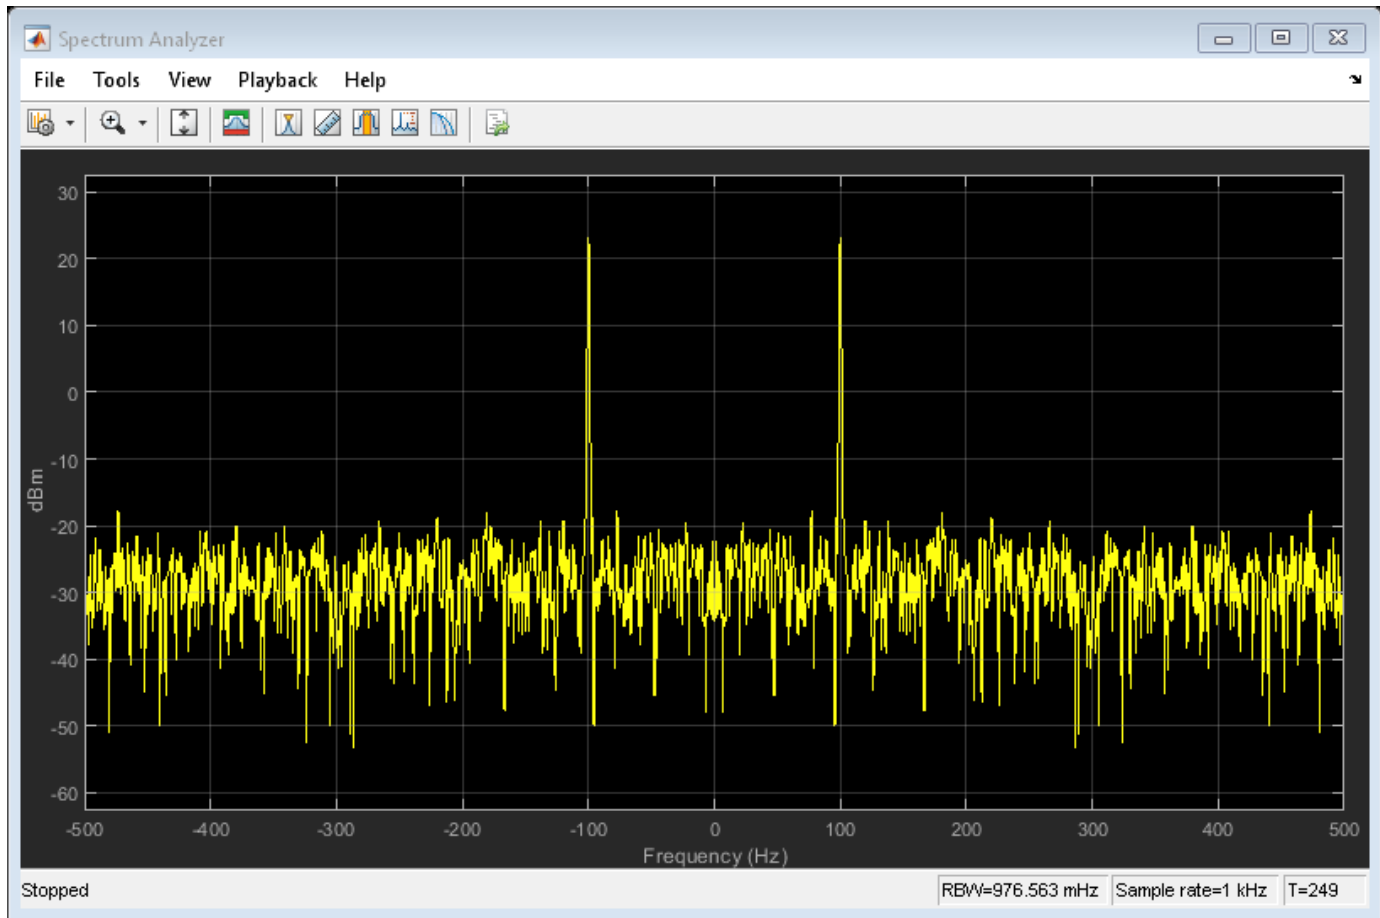 Spectrum Analyzer
File Tools View Playback Help
30
20
10
0
-10
-20
-30
-40
-50
-60
dBm
-500 -400 -300 -200 -100 0 100 200 300 400 500
Frequency (Hz)
Stopped RBW=976.563 mHz Sample rate=1 kHz T=249